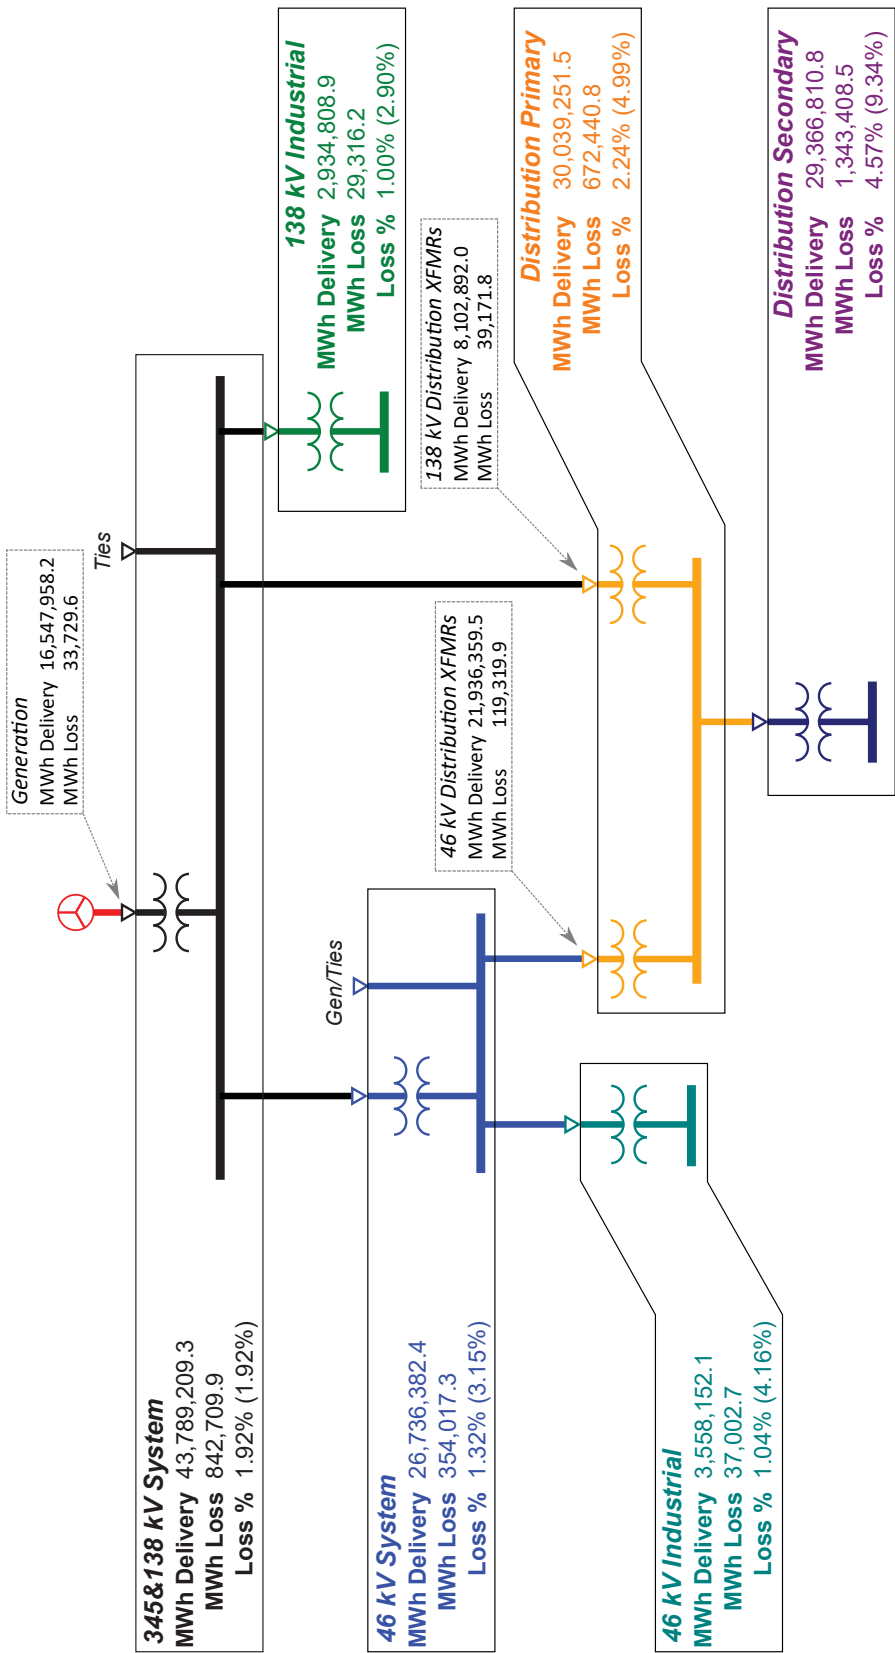 Generation
MWh Delivery 16,547,958.2
MWh Loss 33,729.6
Ties
345&138 kV System
MWh Delivery 43,789,209.3
MWh Loss 842,709.9
Loss % 1.92% (1.92%)
138 kV Industrial
MWh Delivery 2,934,808.9
MWh Loss 29,316.2
Loss % 1.00% (2.90%)
Gen/Ties
46 kV System
MWh Delivery 26,736,382.4
MWh Loss 354,017.3
Loss % 1.32% (3.15%)
46 kV Distribution XFMRs
MWh Delivery 21,936,359.5
MWh Loss 119,319.9
138 kV Distribution XFMRs
MWh Delivery 8,102,892.0
MWh Loss 39,171.8
Distribution Primary
MWh Delivery 30,039,251.5
MWh Loss 672,440.8
Loss % 2.24% (4.99%)
46 kV Industrial
MWh Delivery 3,558,152.1
MWh Loss 37,002.7
Loss % 1.04% (4.16%)
Distribution Secondary
MWh Delivery 29,366,810.8
MWh Loss 1,343,408.5
Loss % 4.57% (9.34%)